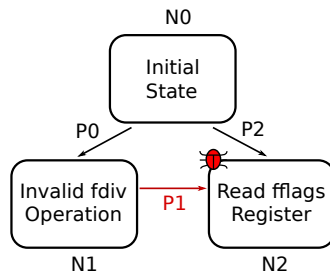 N0
Initial
State
P0
P2
Invalid fdiv
Operation
P1
Read fflags
Register
N1
N2